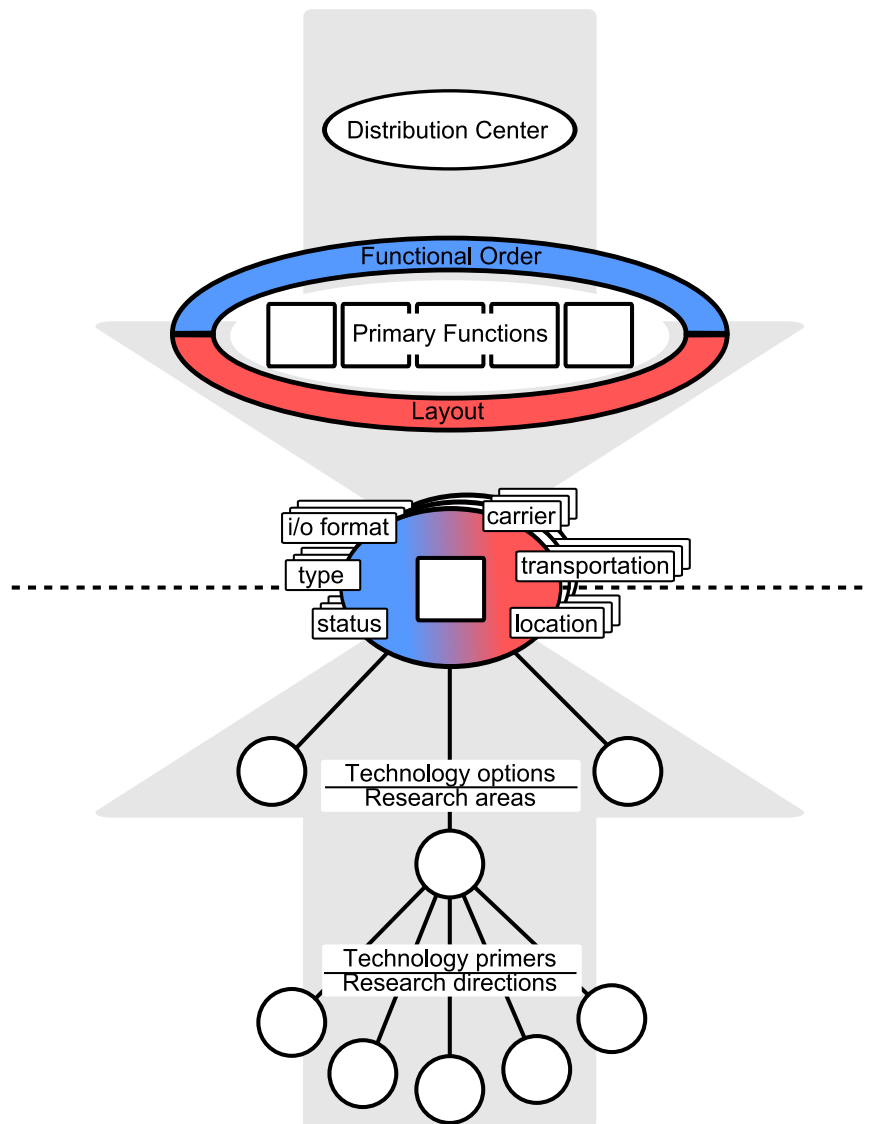 Distribution Center
Functional Order
Primary Functions
Layout
i/o format
carrier
type
transportation
status
location
Technology options
Research areas
Technology primers
Research directions